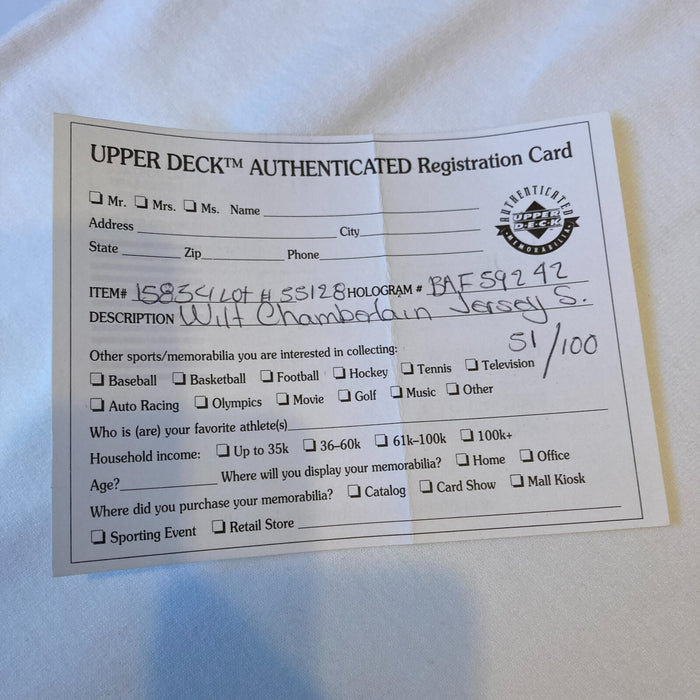 UPPER DECK™ AUTHENTICATED Registration Card
Mr. Mrs. Ms. Name
AUTHENTICATED
UPPER
DECK
MEMORABILIA
Address City
State Zip Phone
ITEM# 15834 Lot # 55128 HOLOGRAM # BAF59242
DESCRIPTION Wilt Chamberlain Jersey S.
51/100
Other sports/memorabilia you are interested in collecting:
Baseball Basketball Football Hockey Tennis Television
Auto Racing Olympics Movie Golf Music Other
Who is (are) your favorite athlete(s)
Household income: Up to 35k 36–60k 61k–100k 100k+
Age? Where will you display your memorabilia? Home Office
Where did you purchase your memorabilia? Catalog Card Show Mall Kiosk
Sporting Event Retail Store